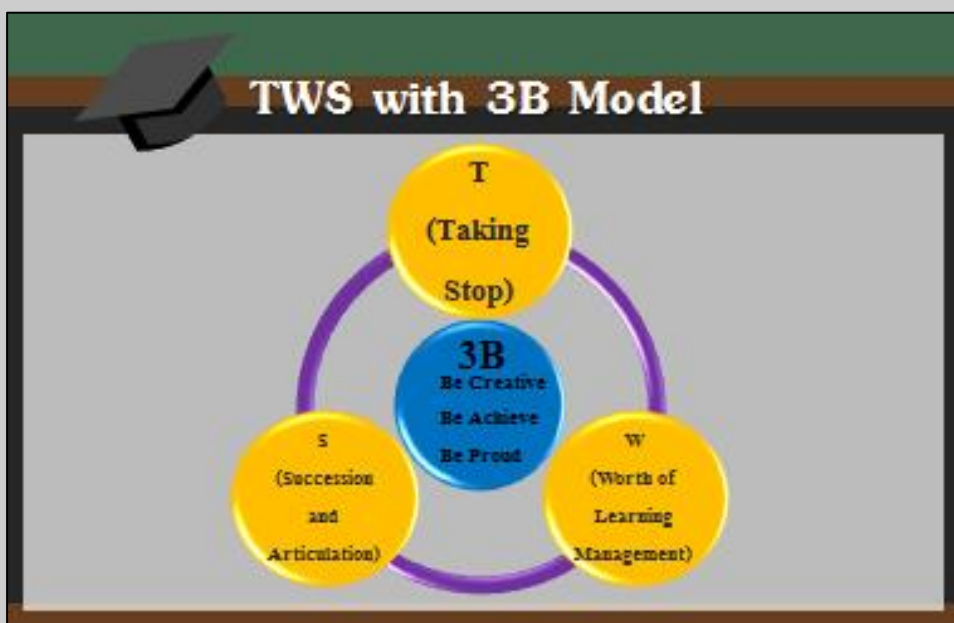 TWS with 3B Model
T
(Taking
Stop)
3B
Be Creative
Be Achieve
Be Proud
S
(Succession
and
Articulation)
W
(Worth of
Learning
Management)